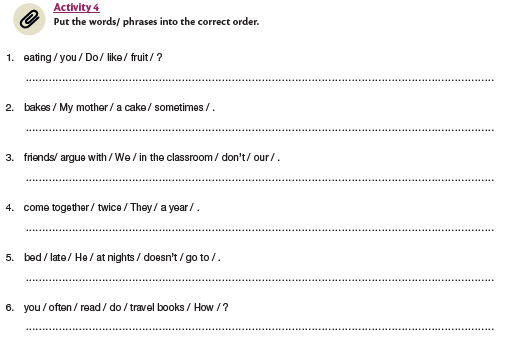 Activity 4
Put the words/ phrases into the correct order.
1. eating / you / Do / like / fruit / ?
2. bakes / My mother / a cake / sometimes / .
3. friends/ argue with / We / in the classroom / don't / our / .
4. come together / twice / They / a year / .
5. bed / late / He / at nights / doesn't / go to / .
6. you / often / read / do / travel books / How / ?